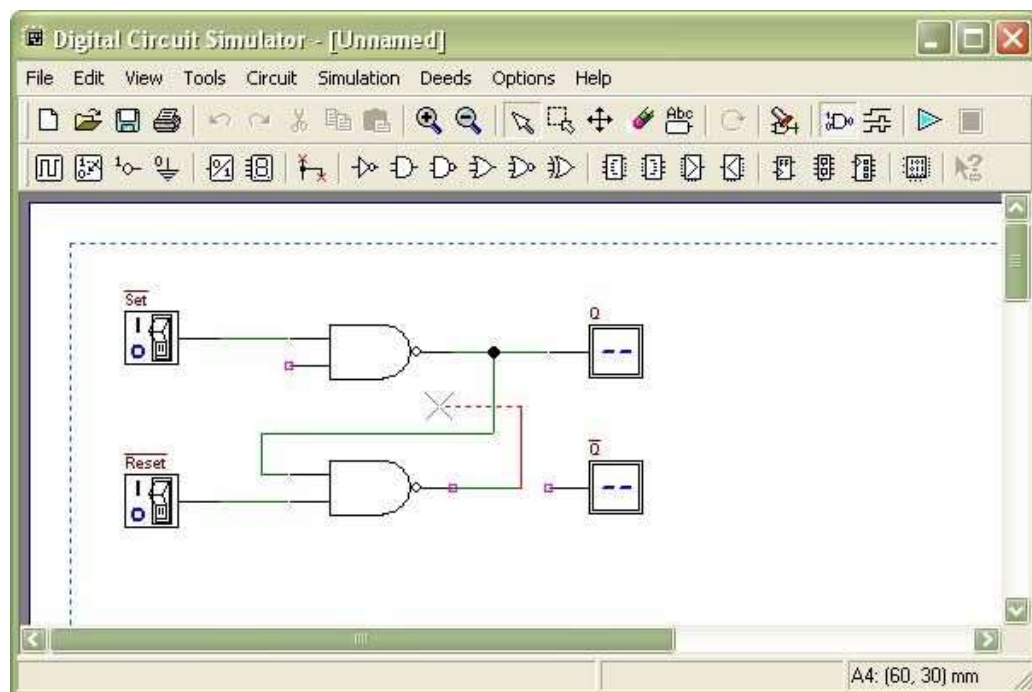 Digital Circuit Simulator - [Unnamed]
File Edit View Tools Circuit Simulation Deeds Options Help
Abc
Set
Q
Reset
Q
A4: (60, 30) mm